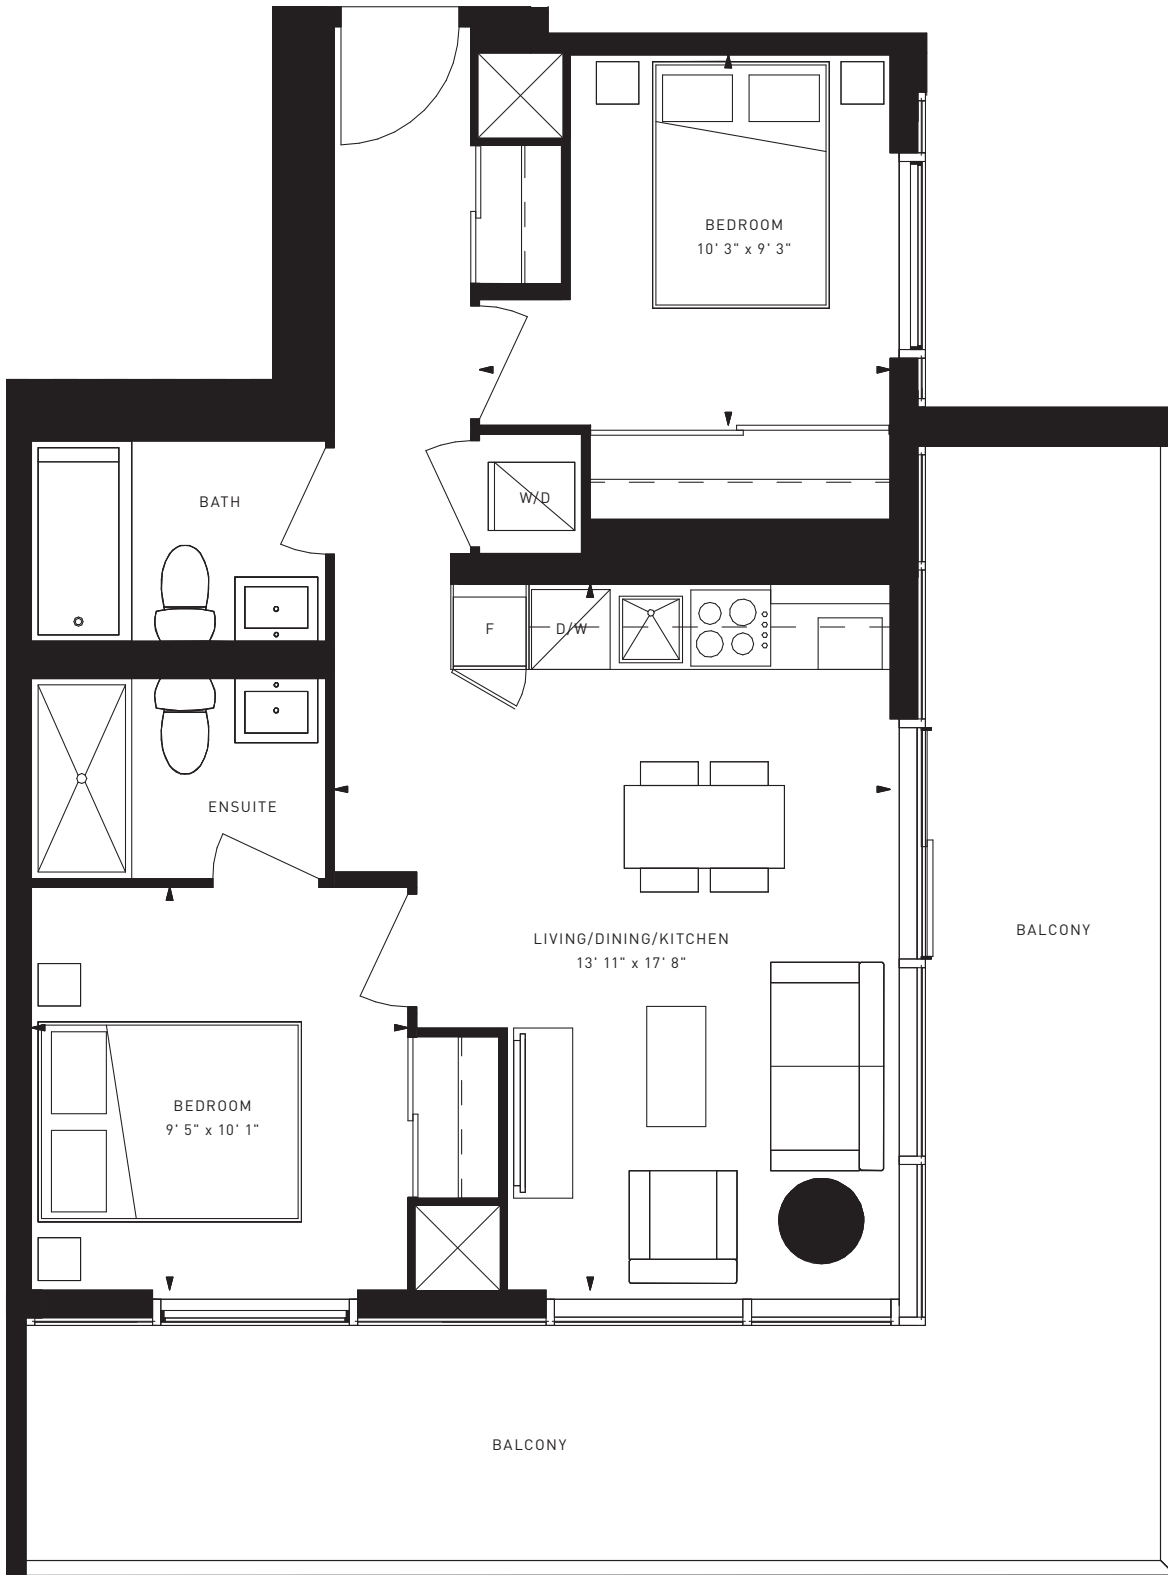 BEDROOM
10' 3" x 9' 3"
BATH
W/D
F
D/W
ENSUITE
LIVING/DINING/KITCHEN
13' 11" x 17' 8"
BALCONY
BEDROOM
9' 5" x 10' 1"
BALCONY